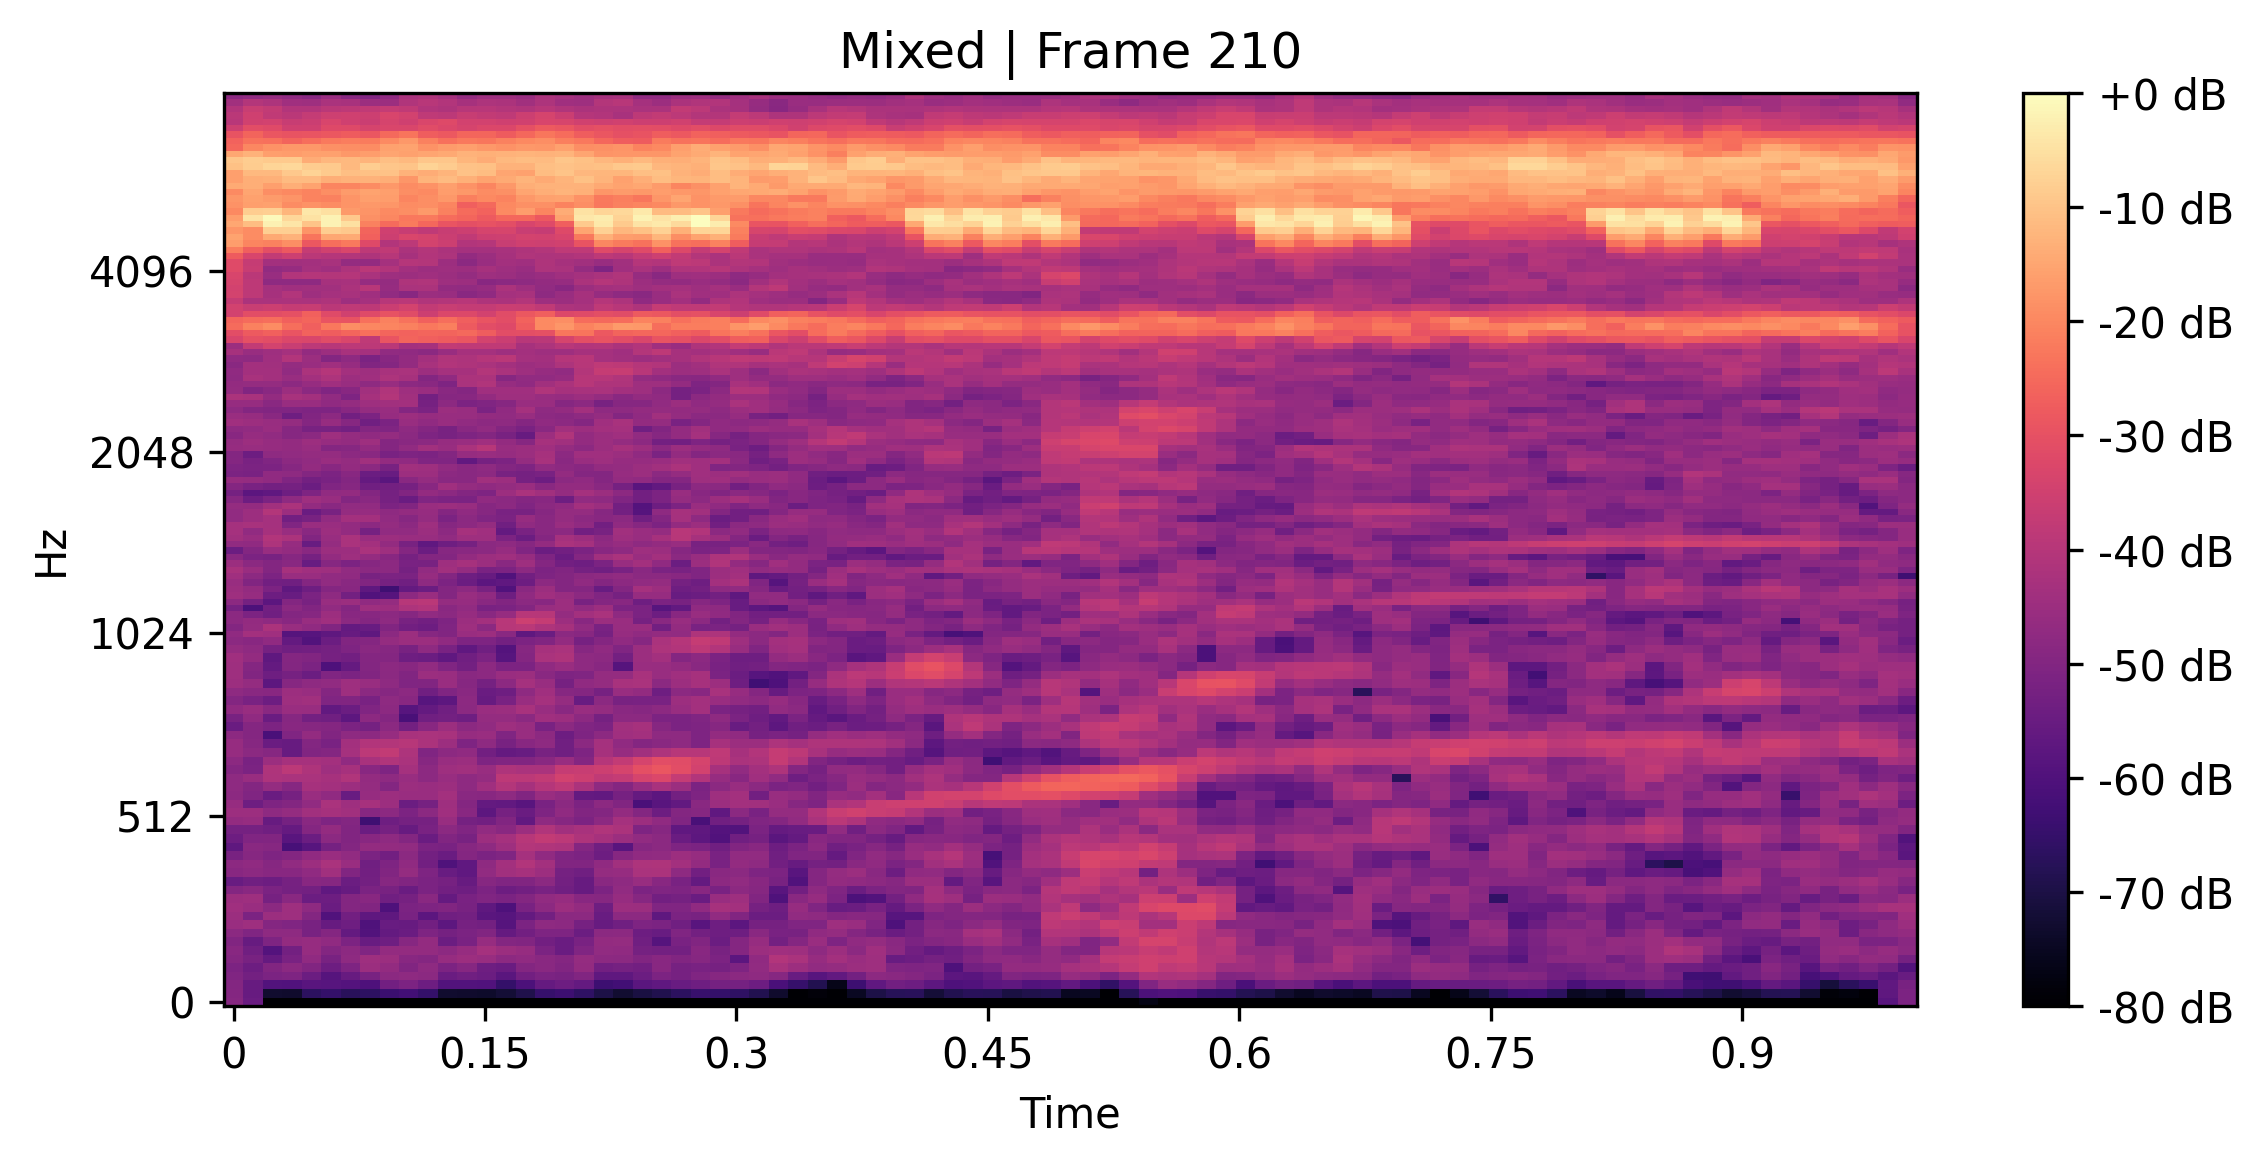 Mixed | Frame 210
+0 dB
-10 dB
-20 dB
-30 dB
-40 dB
-50 dB
-60 dB
-70 dB
-80 dB
Hz
4096
2048
1024
512
0
0 0.15 0.3 0.45 0.6 0.75 0.9
Time